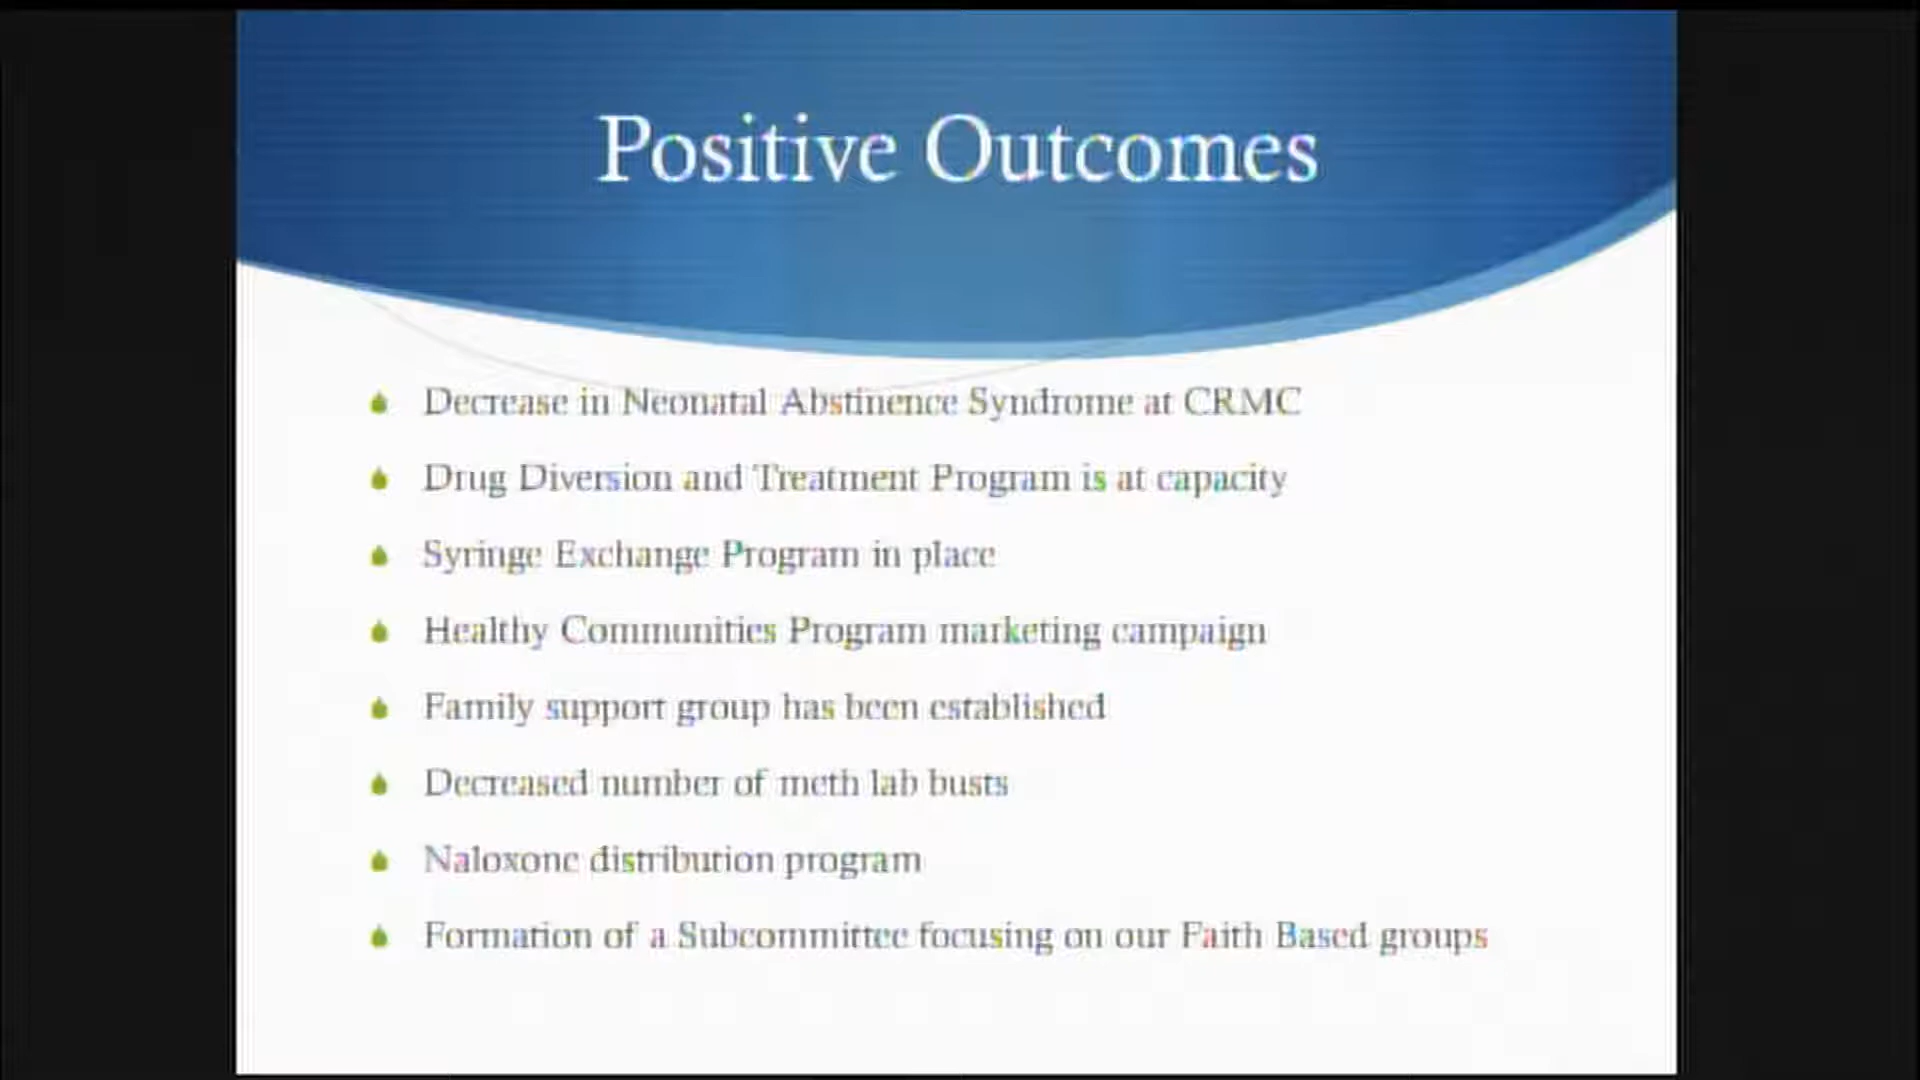 Positive Outcomes
Decrease in Neonatal Abstinence Syndrome at CRMC
Drug Diversion and Treatment Program is at capacity
Syringe Exchange Program in place
Healthy Communities Program marketing campaign
Family support group has been established
Decreased number of meth lab busts
Naloxone distribution program
Formation of a Subcommittee focusing on our Faith Based groups